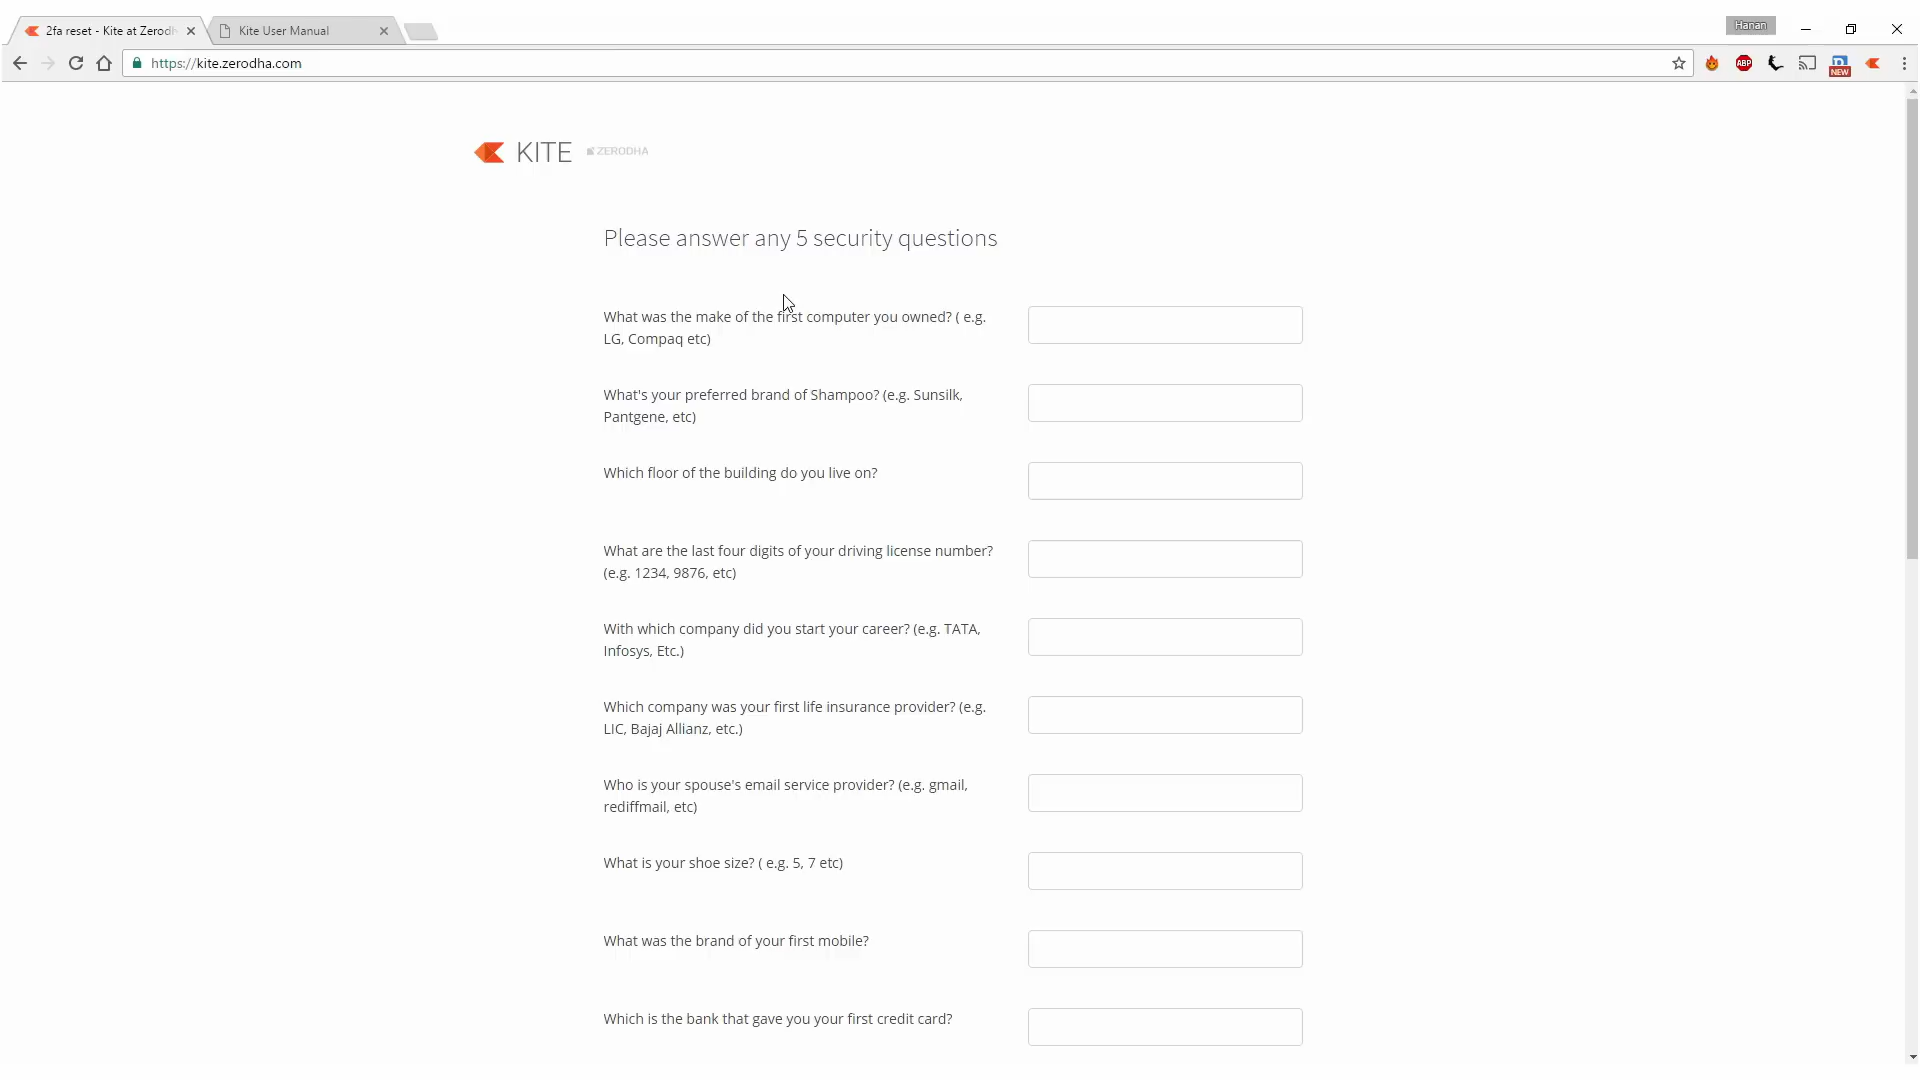 2fa reset - Kite at Zerodh
Kite User Manual
Hanan
https://kite.zerodha.com
ABP
NEW
KITE ZERODHA
Please answer any 5 security questions
What was the make of the first computer you owned? ( e.g.
LG, Compaq etc)
What's your preferred brand of Shampoo? (e.g. Sunsilk,
Pantgene, etc)
Which floor of the building do you live on?
What are the last four digits of your driving license number?
(e.g. 1234, 9876, etc)
With which company did you start your career? (e.g. TATA,
Infosys, Etc.)
Which company was your first life insurance provider? (e.g.
LIC, Bajaj Allianz, etc.)
Who is your spouse's email service provider? (e.g. gmail,
rediffmail, etc)
What is your shoe size? ( e.g. 5, 7 etc)
What was the brand of your first mobile?
Which is the bank that gave you your first credit card?